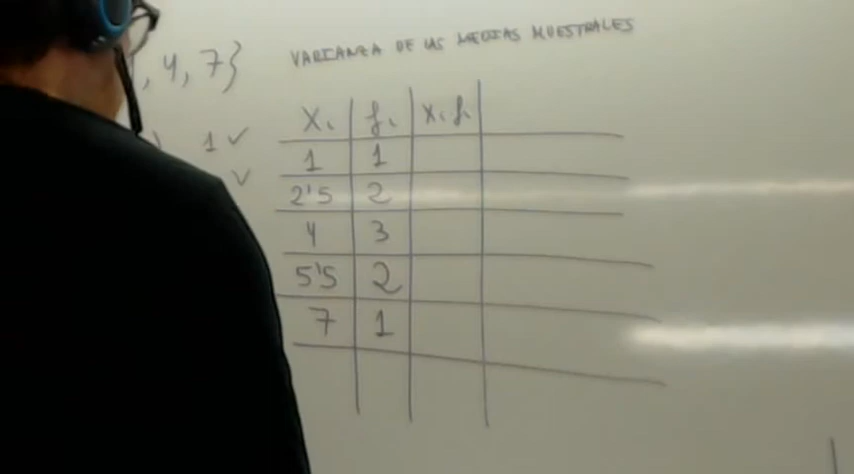 , 4, 7}
VARIANZA DE LAS MEDIAS MUESTRALES
) 1 ✓
✓
Xi fi xi fi
1 1
2'5 2
4 3
5'5 2
7 1